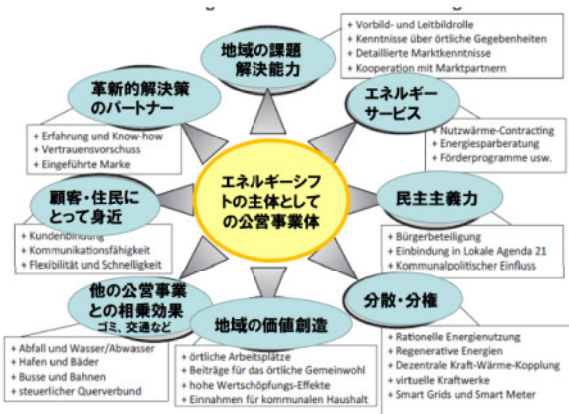 地域の課題
解決能力
+ Vorbild- und Leitbildrolle
+ Kenntnisse über örtliche Gegebenheiten
+ Detaillierte Marktkenntnisse
+ Kooperation mit Marktpartnern
革新的解決策
のパートナー
+ Erfahrung und Know-how
+ Vertrauensvorschuss
+ Eingeführte Marke
エネルギー
サービス
+ Nutzwärme-Contracting
+ Energiesparberatung
+ Förderprogramme usw.
エネルギーシフ
トの主体として
の公営事業体
顧客・住民に
とって身近
+ Kundenbindung
+ Kommunikationsfähigkeit
+ Flexibilität und Schnelligkeit
民主主義力
+ Bürgerbeteiligung
+ Einbindung in Lokale Agenda 21
+ Kommunalpolitischer Einfluss
他の公営事業
との相乗効果
ゴミ、交通など
+ Abfall und Wasser/Abwasser
+ Hafen und Bäder
+ Busse und Bahnen
+ steuerlicher Querverbund
地域の価値創造
+ örtliche Arbeitsplätze
+ Beiträge für das örtliche Gemeinwohl
+ hohe Wertschöpfungs-Effekte
+ Einnahmen für kommunalen Haushalt
分散・分権
+ Rationelle Energienutzung
+ Regenerative Energien
+ Dezentrale Kraft-Wärme-Kopplung
+ virtuelle Kraftwerke
+ Smart Grids und Smart Meter